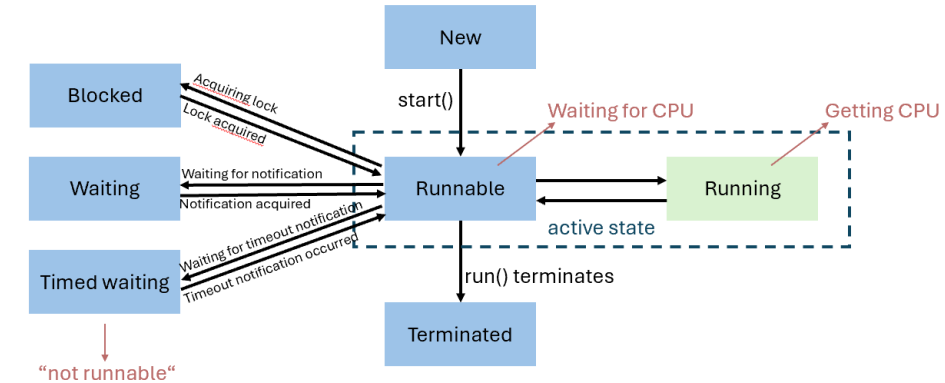 New
Blocked
Acquiring lock
Lock acquired
start()
Waiting for CPU
Getting CPU
Waiting
Waiting for notification
Notification acquired
Runnable
Running
active state
Timed waiting
Waiting for timeout notification
Timeout notification occurred
run() terminates
Terminated
“not runnable“